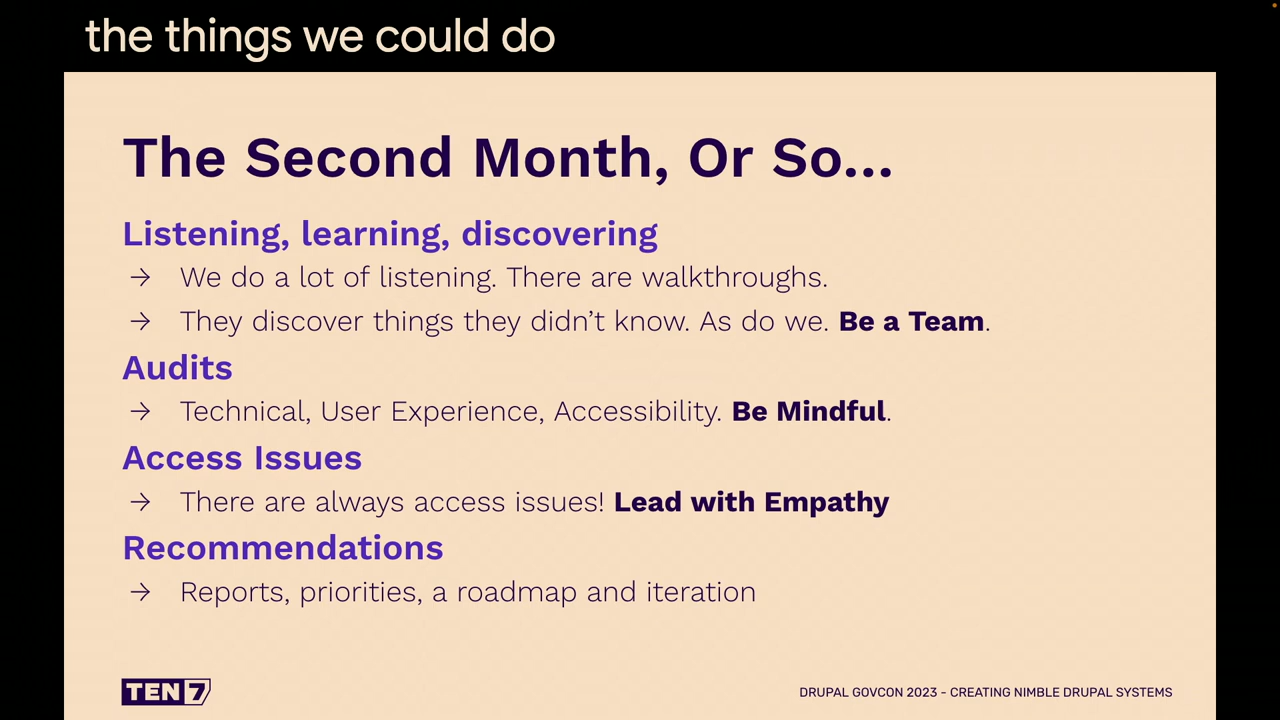 the things we could do
The Second Month, Or So...
Listening, learning, discovering
→ We do a lot of listening. There are walkthroughs.
→ They discover things they didn’t know. As do we. Be a Team.
Audits
→ Technical, User Experience, Accessibility. Be Mindful.
Access Issues
→ There are always access issues! Lead with Empathy
Recommendations
→ Reports, priorities, a roadmap and iteration
TEN7
DRUPAL GOVCON 2023 - CREATING NIMBLE DRUPAL SYSTEMS